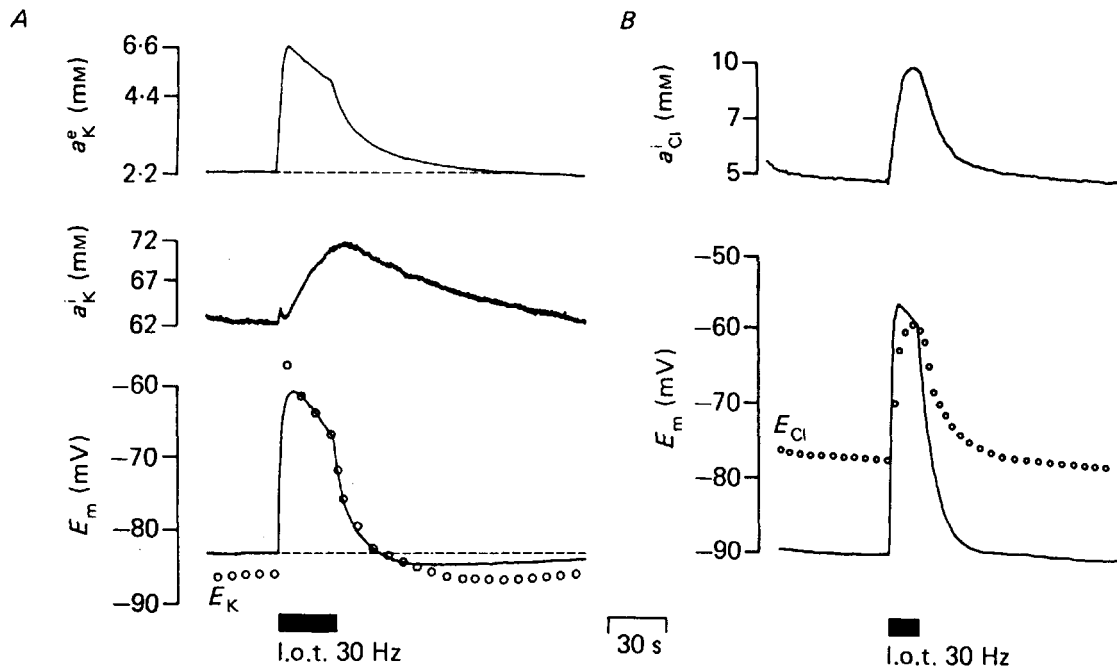 A
B
6·6
4·4
2·2
a^e_K (mM)
72
67
62
a^i_K (mM)
−60
−70
−80
−90
E_m (mV)
E_K
l.o.t. 30 Hz
30 s
10
7
5
a^i_Cl (mM)
−50
−60
−70
−80
−90
E_m (mV)
E_Cl
l.o.t. 30 Hz